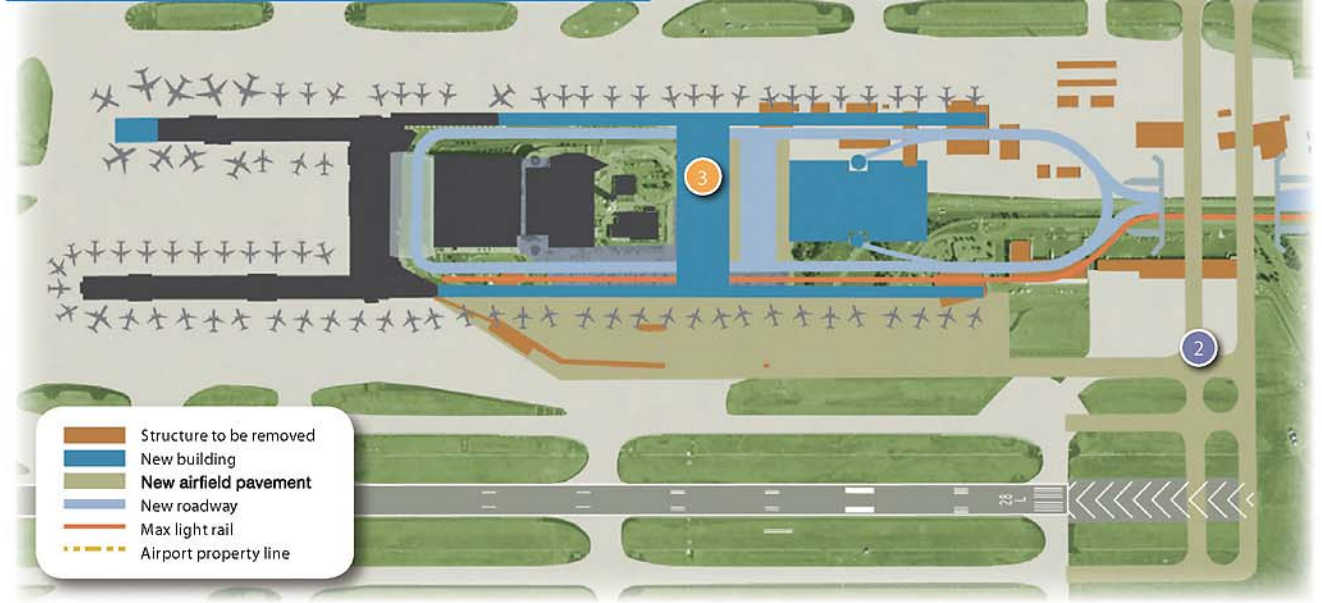 3
2
Structure to be removed
New building
New airfield pavement
New roadway
Max light rail
Airport property line
28
L